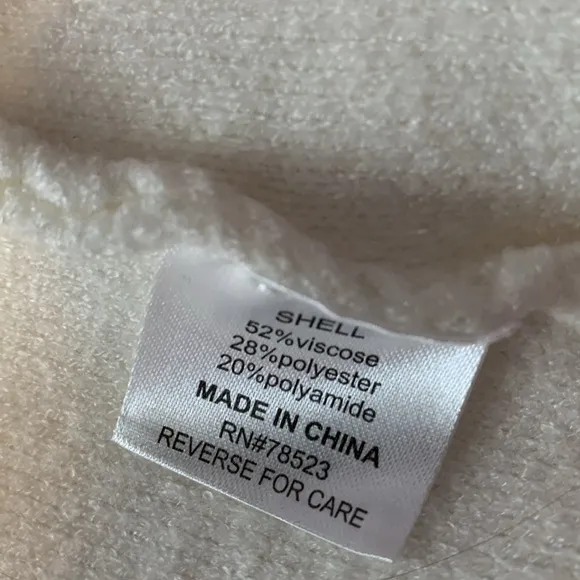 SHELL
52%viscose
28%polyester
20%polyamide
MADE IN CHINA
RN#78523
REVERSE FOR CARE